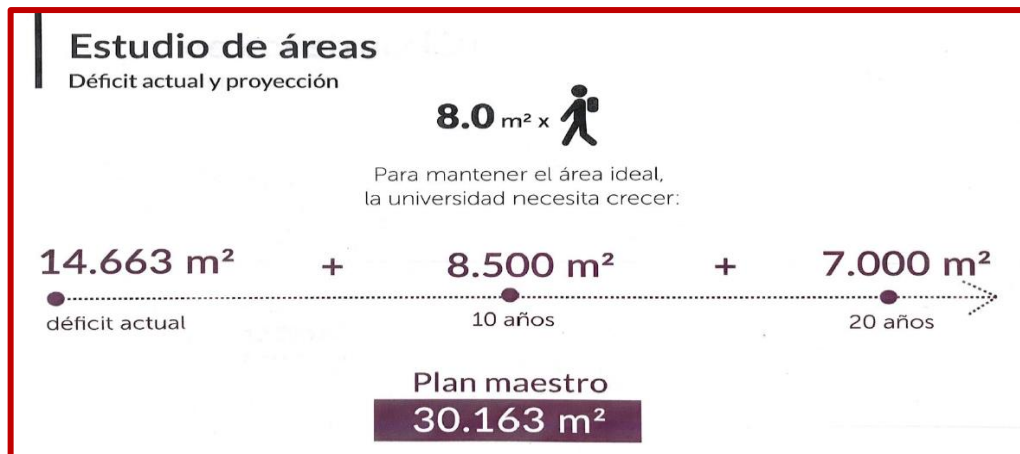 Estudio de áreas
Déficit actual y proyección
8.0 m² x
Para mantener el área ideal,
la universidad necesita crecer:
14.663 m² + 8.500 m² + 7.000 m²
déficit actual 10 años 20 años
Plan maestro
30.163 m²